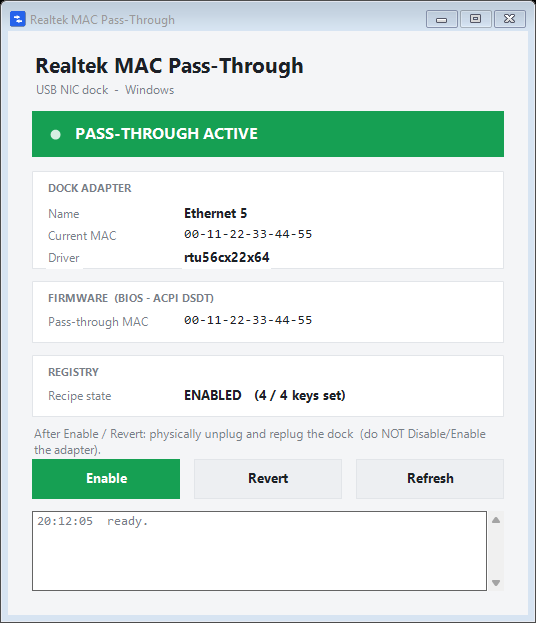 Realtek MAC Pass-Through
Realtek MAC Pass-Through
USB NIC dock - Windows
PASS-THROUGH ACTIVE
DOCK ADAPTER
Name Ethernet 5
Current MAC 00-11-22-33-44-55
Driver rtu56cx22x64
FIRMWARE (BIOS - ACPI DSDT)
Pass-through MAC 00-11-22-33-44-55
REGISTRY
Recipe state ENABLED (4 / 4 keys set)
After Enable / Revert: physically unplug and replug the dock (do NOT Disable/Enable
the adapter).
Enable Revert Refresh
20:12:05 ready.